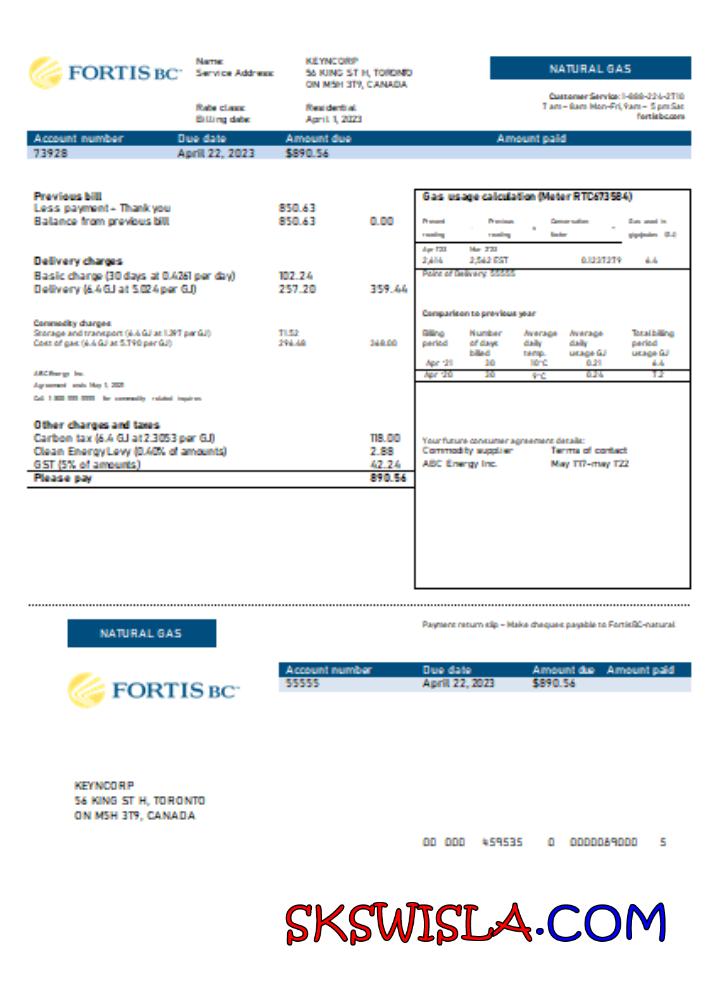 FORTIS BC
Name: KEYNCORP
Service Address: 56 KING ST H, TORONTO
ON M5H 3T9, CANADA
Rate class: Residential
Billing date: April 1, 2023
NATURAL GAS
Customer Service: 1-888-224-2710
7 am – 8am Mon-Fri, 9am – 5 pm Sat
fortisbc.com
Account number Due date Amount due Amount paid
73928 April 22, 2023 $890.56
Previous bill
Less payment – Thank you 850.63
Balance from previous bill 850.63 0.00
Delivery charges
Basic charge (30 days at 0.4261 per day) 102.24
Delivery (6.4 GJ at 5.024 per GJ) 257.20 359.44
Commodity charges
Storage and transport (6.4 GJ at 1.397 per GJ) 71.52
Cost of gas (6.4 GJ at 5.790 per GJ) 296.48 368.00
ABC Energy Inc.
Agreement ends May 1, 2021
Call 1 800 555 5555 for commodity related inquires
Other charges and taxes
Carbon tax (6.4 GJ at 2.3053 per GJ) 118.00
Clean Energy Levy (0.40% of amounts) 2.88
GST (5% of amounts) 42.24
Please pay 890.56
Gas usage calculation (Meter RTC673584)
Present reading - Previous reading x Conversation factor = Gas used in gigajoules (GJ)
Apr 1'23 Mar 2'23
2,614 2,562 EST 0.1237279 6.4
Point of Delivery: 55555
Comparison to previous year
Billing period Number of days billed Average daily temp. Average daily usage GJ Total billing period usage GJ
Apr '21 30 10°C 0.21 6.4
Apr '20 30 9°C 0.24 7.2
Your future consumer agreement details:
Commodity supplier Terms of contact
ABC Energy Inc. May 1'17-may 1'22
Payment return slip – Make cheques payable to FortisBC-natural
NATURAL GAS
FORTIS BC
Account number Due date Amount due Amount paid
55555 April 22, 2023 $890.56
KEYNCORP
56 KING ST H, TORONTO
ON M5H 3T9, CANADA
00 000 459535 0 0000089000 5
SKSWISLA.COM